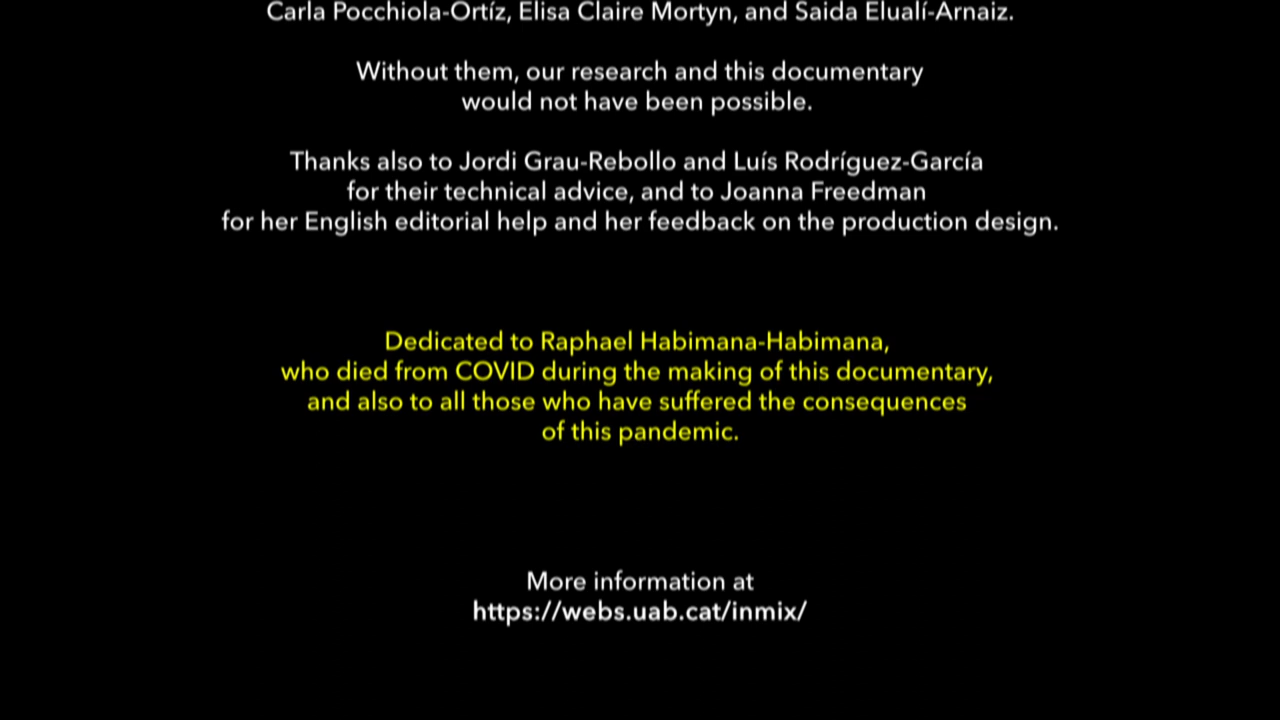 Carla Pocchiola-Ortíz, Elisa Claire Mortyn, and Saida Elualí-Arnaiz.
Without them, our research and this documentary
would not have been possible.
Thanks also to Jordi Grau-Rebollo and Luís Rodríguez-García
for their technical advice, and to Joanna Freedman
for her English editorial help and her feedback on the production design.
Dedicated to Raphael Habimana-Habimana,
who died from COVID during the making of this documentary,
and also to all those who have suffered the consequences
of this pandemic.
More information at
https://webs.uab.cat/inmix/